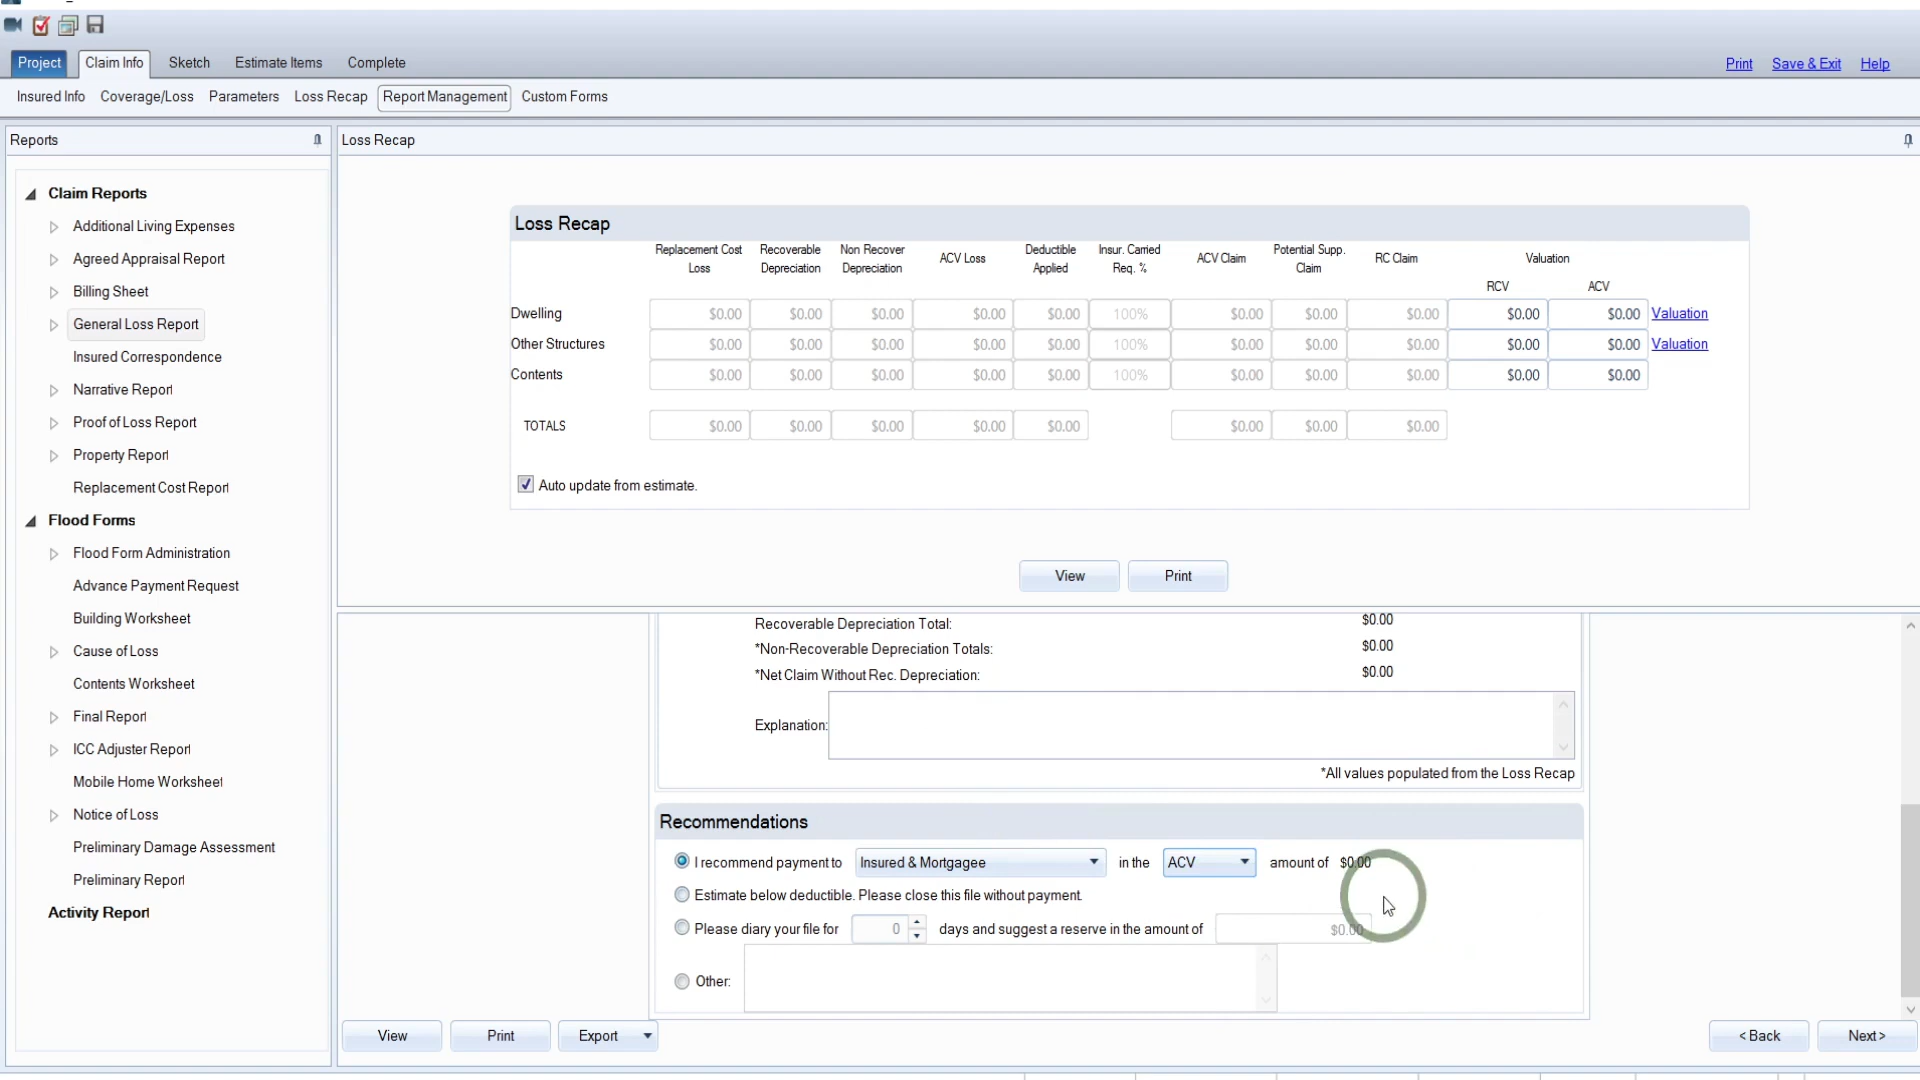 Project Claim Info Sketch Estimate Items Complete Print Save & Exit Help
Insured Info Coverage/Loss Parameters Loss Recap Report Management Custom Forms
Reports
Claim Reports
Additional Living Expenses
Agreed Appraisal Report
Billing Sheet
General Loss Report
Insured Correspondence
Narrative Report
Proof of Loss Report
Property Report
Replacement Cost Report
Flood Forms
Flood Form Administration
Advance Payment Request
Building Worksheet
Cause of Loss
Contents Worksheet
Final Report
ICC Adjuster Report
Mobile Home Worksheet
Notice of Loss
Preliminary Damage Assessment
Preliminary Report
Activity Report
Loss Recap
Loss Recap
Replacement Cost Recoverable Non Recover ACV Loss Deductible Insur. Carried ACV Claim Potential Supp. RC Claim Valuation
Loss Depreciation Depreciation Applied Req. % Claim
RCV ACV
Dwelling $0.00 $0.00 $0.00 $0.00 $0.00 100% $0.00 $0.00 $0.00 $0.00 $0.00 Valuation
Other Structures $0.00 $0.00 $0.00 $0.00 $0.00 100% $0.00 $0.00 $0.00 $0.00 $0.00 Valuation
Contents $0.00 $0.00 $0.00 $0.00 $0.00 100% $0.00 $0.00 $0.00 $0.00 $0.00
TOTALS $0.00 $0.00 $0.00 $0.00 $0.00 $0.00 $0.00 $0.00
Auto update from estimate.
View Print
Recoverable Depreciation Total: $0.00
*Non-Recoverable Depreciation Totals: $0.00
*Net Claim Without Rec. Depreciation: $0.00
Explanation:
*All values populated from the Loss Recap
Recommendations
I recommend payment to Insured & Mortgagee in the ACV amount of $0.00
Estimate below deductible. Please close this file without payment.
Please diary your file for 0 days and suggest a reserve in the amount of $0.00
Other:
View Print Export < Back Next >